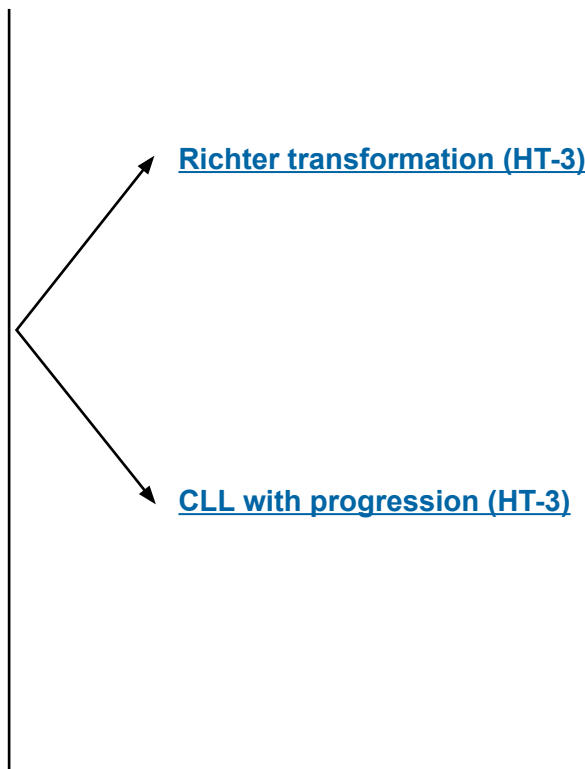 Richter transformation (HT-3)
CLL with progression (HT-3)